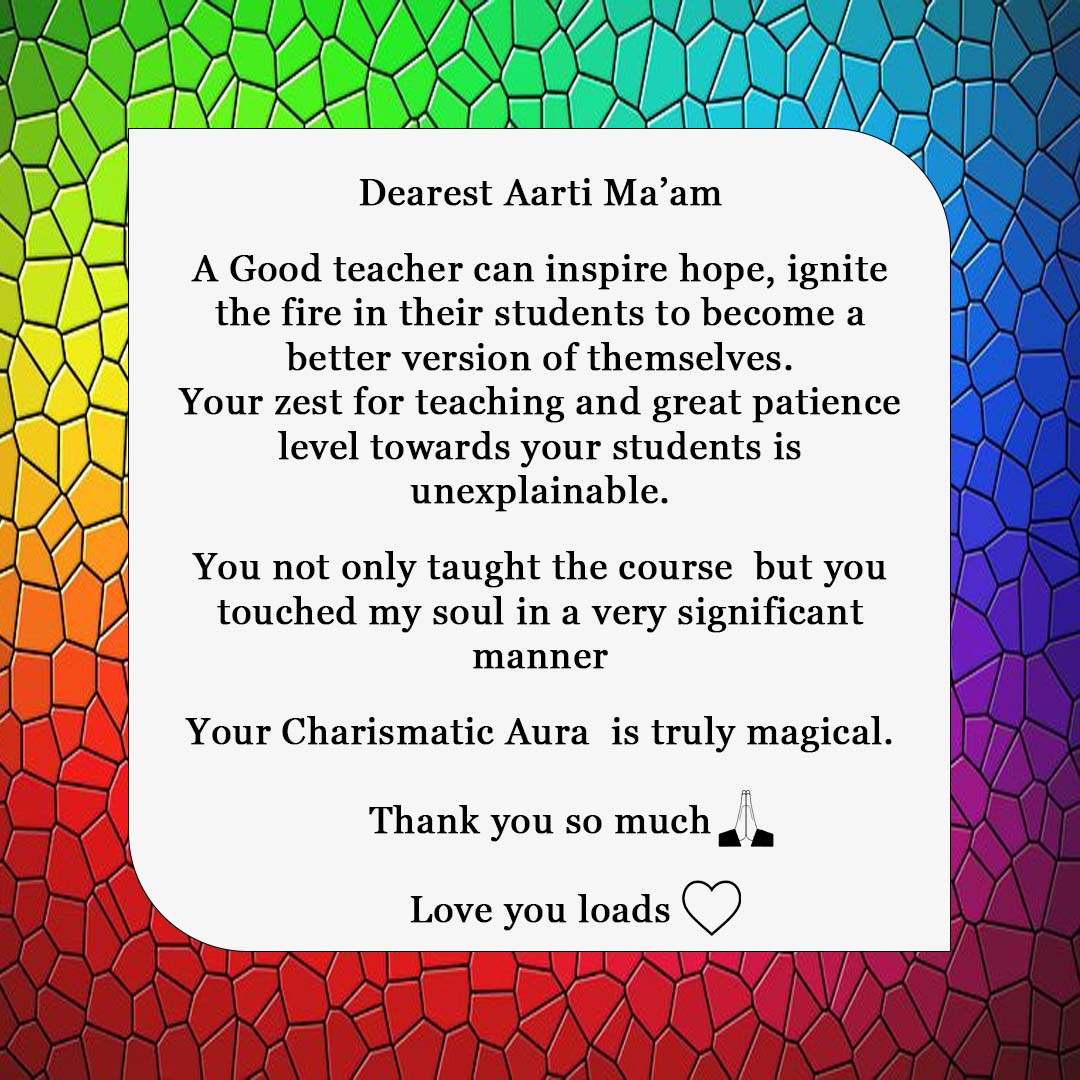 Dearest Aarti Ma’am
A Good teacher can inspire hope, ignite
the fire in their students to become a
better version of themselves.
Your zest for teaching and great patience
level towards your students is
unexplainable.
You not only taught the course  but you
touched my soul in a very significant
manner
Your Charismatic Aura  is truly magical.
Thank you so much
Love you loads